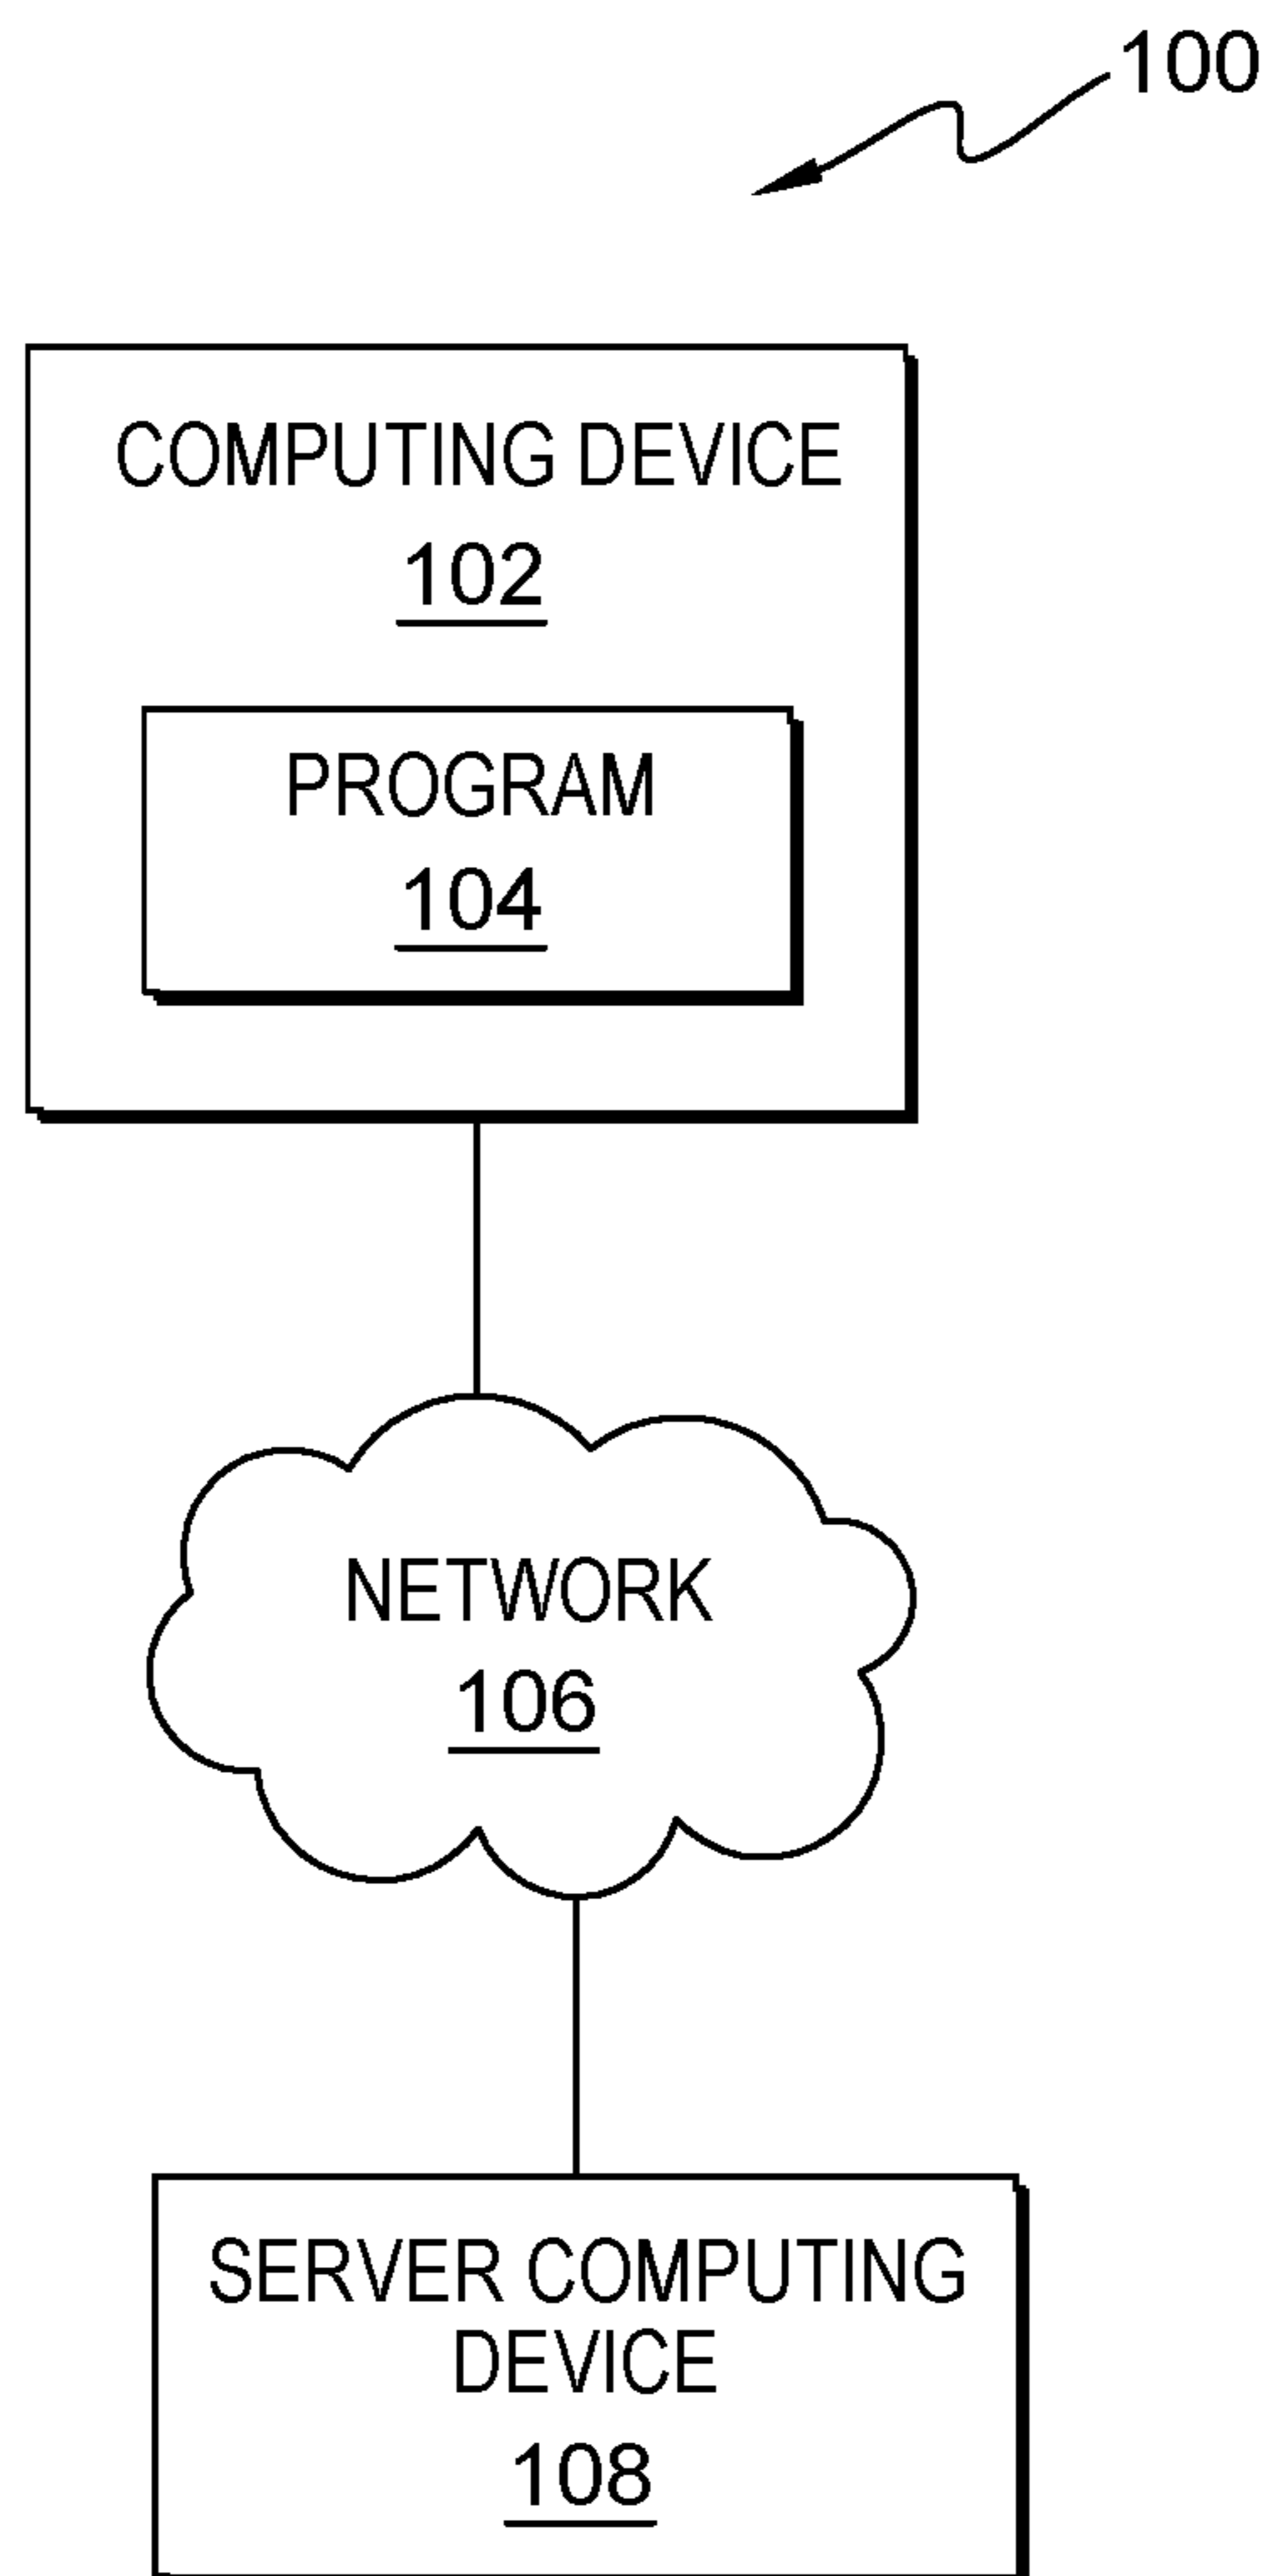 100
COMPUTING DEVICE
102
PROGRAM
104
NETWORK
106
SERVER COMPUTING
DEVICE
108